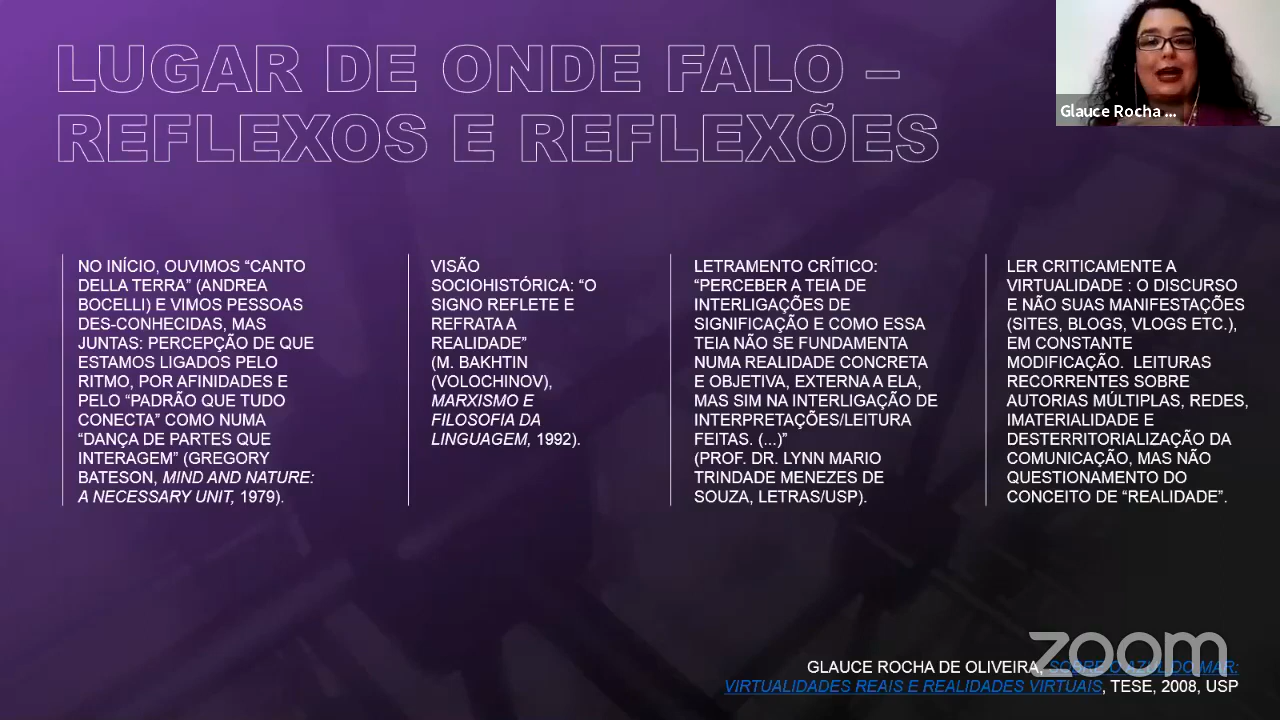 LUGAR DE ONDE FALO –
REFLEXOS E REFLEXÕES
Glauce Rocha ...
NO INÍCIO, OUVIMOS “CANTO
DELLA TERRA” (ANDREA
BOCELLI) E VIMOS PESSOAS
DES-CONHECIDAS, MAS
JUNTAS: PERCEPÇÃO DE QUE
ESTAMOS LIGADOS PELO
RITMO, POR AFINIDADES E
PELO “PADRÃO QUE TUDO
CONECTA” COMO NUMA
“DANÇA DE PARTES QUE
INTERAGEM” (GREGORY
BATESON, MIND AND NATURE:
A NECESSARY UNIT, 1979).
VISÃO
SOCIOHISTÓRICA: “O
SIGNO REFLETE E
REFRATA A
REALIDADE”
(M. BAKHTIN
(VOLOCHINOV),
MARXISMO E
FILOSOFIA DA
LINGUAGEM, 1992).
LETRAMENTO CRÍTICO:
“PERCEBER A TEIA DE
INTERLIGAÇÕES DE
SIGNIFICAÇÃO E COMO ESSA
TEIA NÃO SE FUNDAMENTA
NUMA REALIDADE CONCRETA
E OBJETIVA, EXTERNA A ELA,
MAS SIM NA INTERLIGAÇÃO DE
INTERPRETAÇÕES/LEITURA
FEITAS. (...)”
(PROF. DR. LYNN MARIO
TRINDADE MENEZES DE
SOUZA, LETRAS/USP).
LER CRITICAMENTE A
VIRTUALIDADE : O DISCURSO
E NÃO SUAS MANIFESTAÇÕES
(SITES, BLOGS, VLOGS ETC.),
EM CONSTANTE
MODIFICAÇÃO. LEITURAS
RECORRENTES SOBRE
AUTORIAS MÚLTIPLAS, REDES,
IMATERIALIDADE E
DESTERRITORIALIZAÇÃO DA
COMUNICAÇÃO, MAS NÃO
QUESTIONAMENTO DO
CONCEITO DE “REALIDADE”.
zoom
GLAUCE ROCHA DE OLIVEIRA, SOBRE O AZUL DO MAR:
VIRTUALIDADES REAIS E REALIDADES VIRTUAIS, TESE, 2008, USP